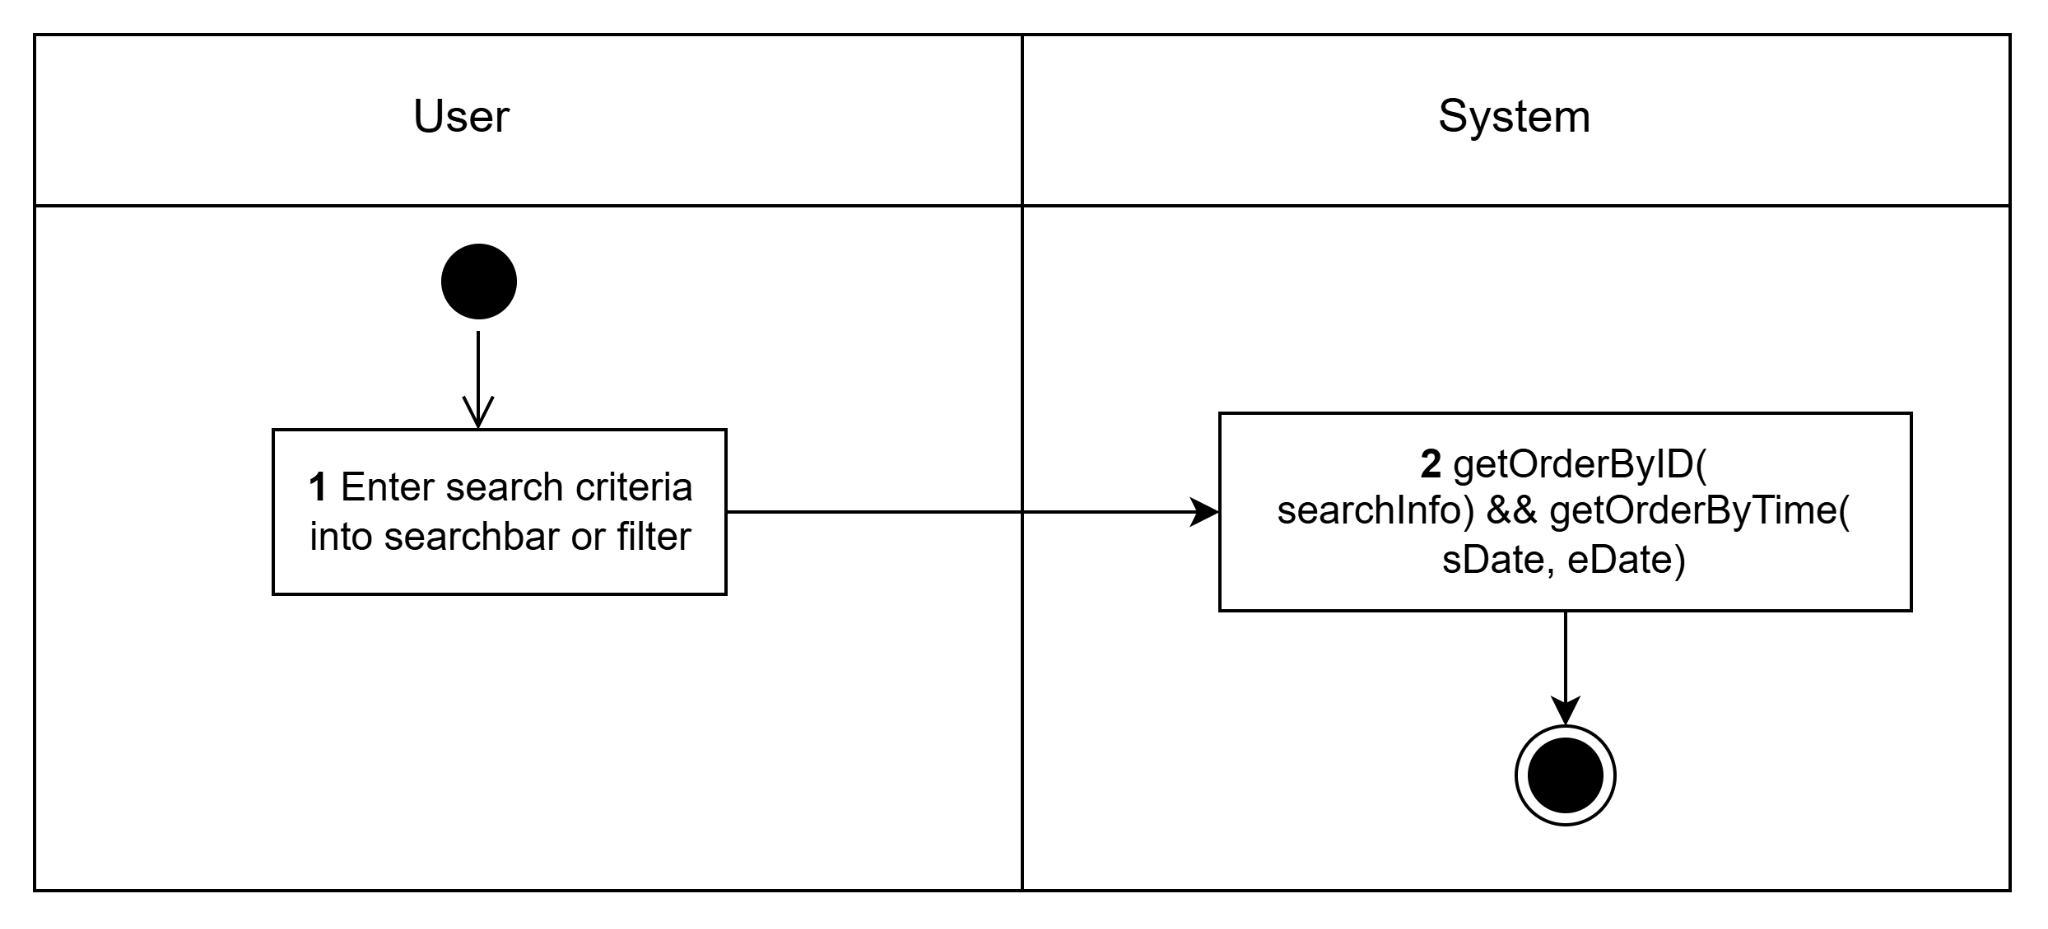 User
System
1 Enter search criteria
into searchbar or filter
2 getOrderByID(
searchInfo) && getOrderByTime(
sDate, eDate)